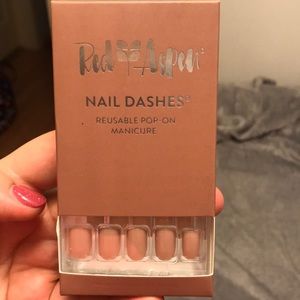 Red Aspen
NAIL DASHES
REUSABLE POP-ON
MANICURE